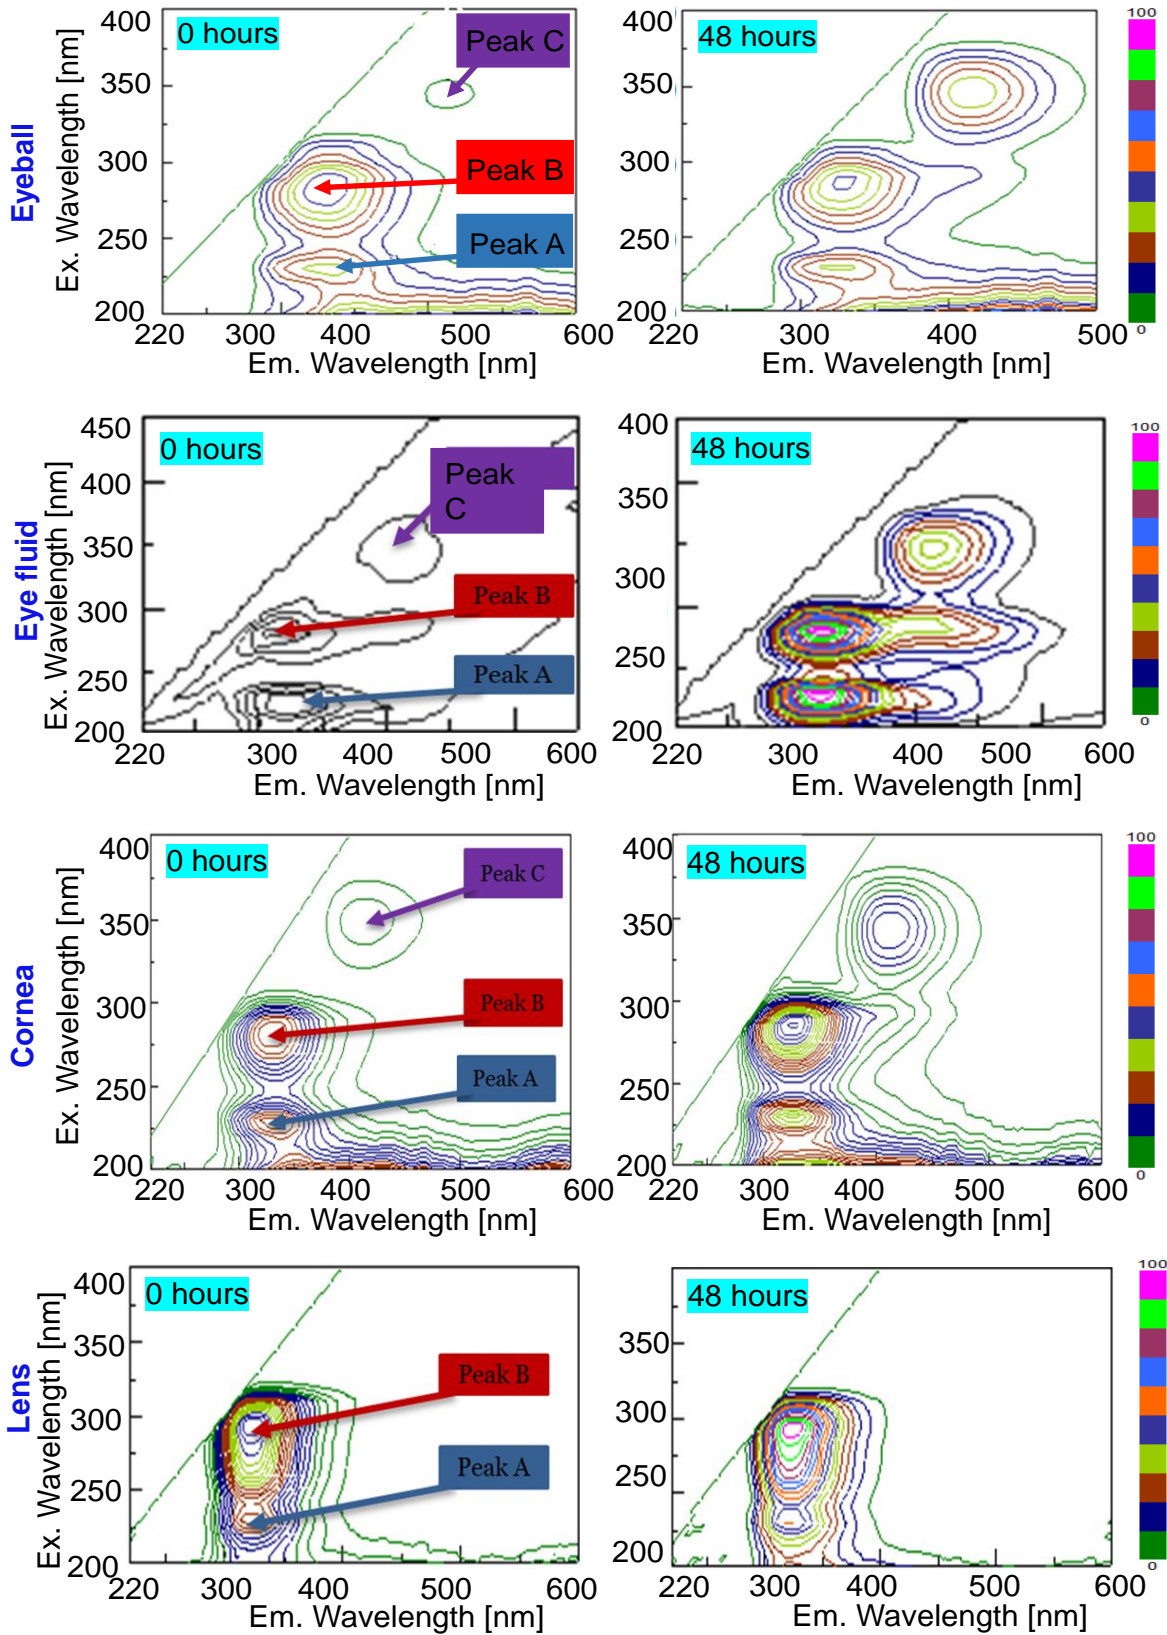 Eyeball
Ex. Wavelength [nm]
400
350
300
250
200
0 hours
Peak C
Peak B
Peak A
220 300 400 500 600
Em. Wavelength [nm]
400
350
300
250
200
48 hours
220 300 400 500
Em. Wavelength [nm]
100
0
Eye fluid
Ex. Wavelength [nm]
450
400
350
300
250
200
0 hours
Peak
C
Peak B
Peak A
220 300 400 500 600
Em. Wavelength [nm]
400
350
300
250
200
48 hours
220 300 400 500 600
Em. Wavelength [nm]
100
0
Cornea
Ex. Wavelength [nm]
400
350
300
250
200
0 hours
Peak C
Peak B
Peak A
220 300 400 500 600
Em. Wavelength [nm]
400
350
300
250
200
48 hours
220 300 400 500 600
Em. Wavelength [nm]
100
0
Lens
Ex. Wavelength [nm]
400
350
300
250
200
0 hours
Peak B
Peak A
220 300 400 500 600
Em. Wavelength [nm]
400
350
300
250
200
48 hours
220 300 400 500 600
Em. Wavelength [nm]
100
0